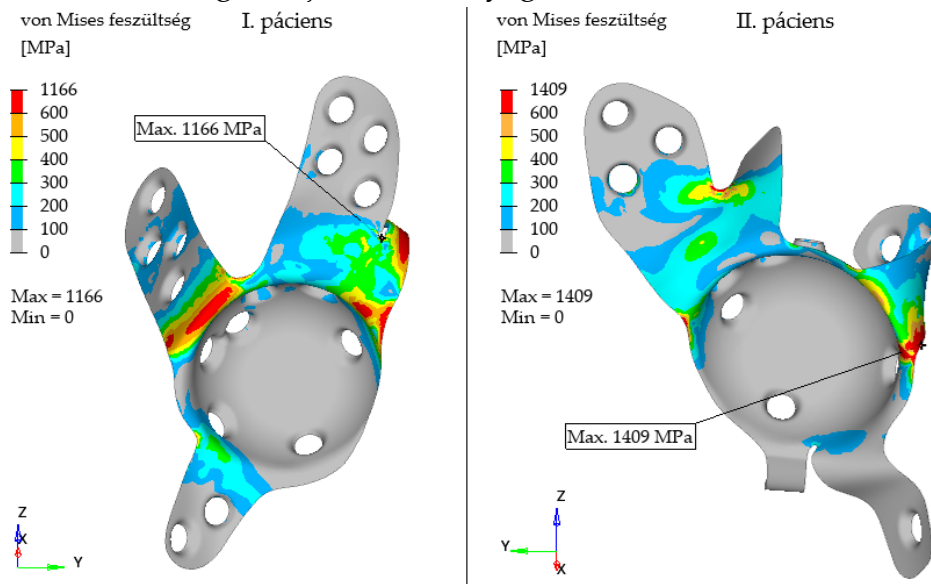 von Mises feszültség
[MPa]
I. páciens
1166
600
500
400
300
200
100
0
Max = 1166
Min = 0
Max. 1166 MPa
Z
X
Y
von Mises feszültség
[MPa]
II. páciens
1409
600
500
400
300
200
100
0
Max = 1409
Min = 0
Max. 1409 MPa
Z
Y
X